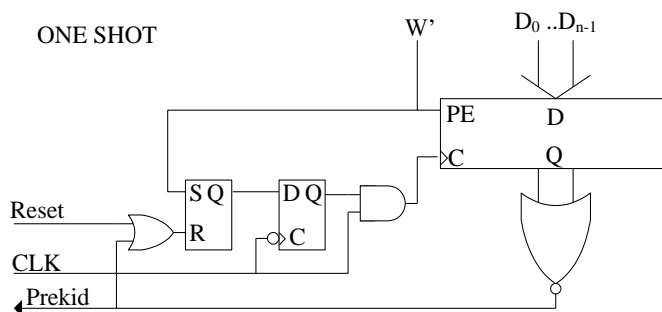 ONE SHOT
W'
D0 ..Dn-1
PE
D
C
Q
S Q
D Q
R
C
Reset
CLK
Prekid